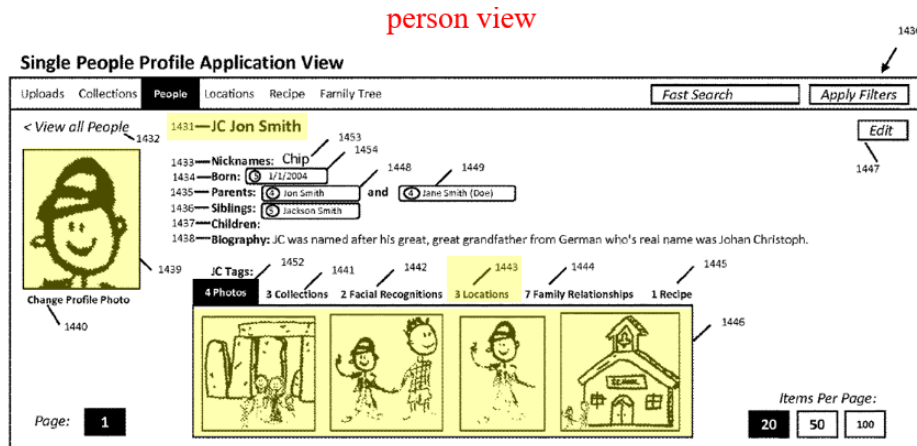 person view
1430
Single People Profile Application View
Uploads Collections People Locations Recipe Family Tree Fast Search Apply Filters
< View all People 1432 1431 JC Jon Smith Edit
1453
1454 1447
1433 Nicknames: Chip 1448 1449
1434 Born: 5 1/1/2004
1435 Parents: 4 Jon Smith and 4 Jane Smith (Doe)
1436 Siblings: 5 Jackson Smith
1437 Children:
1438 Biography: JC was named after his great, great grandfather from German who's real name was Johan Christoph.
1439 JC Tags: 1452 1441 1442 1443 1444 1445
4 Photos 3 Collections 2 Facial Recognitions 3 Locations 7 Family Relationships 1 Recipe
Change Profile Photo
1440 1446
SCHOOL
Page: 1 Items Per Page:
20 50 100